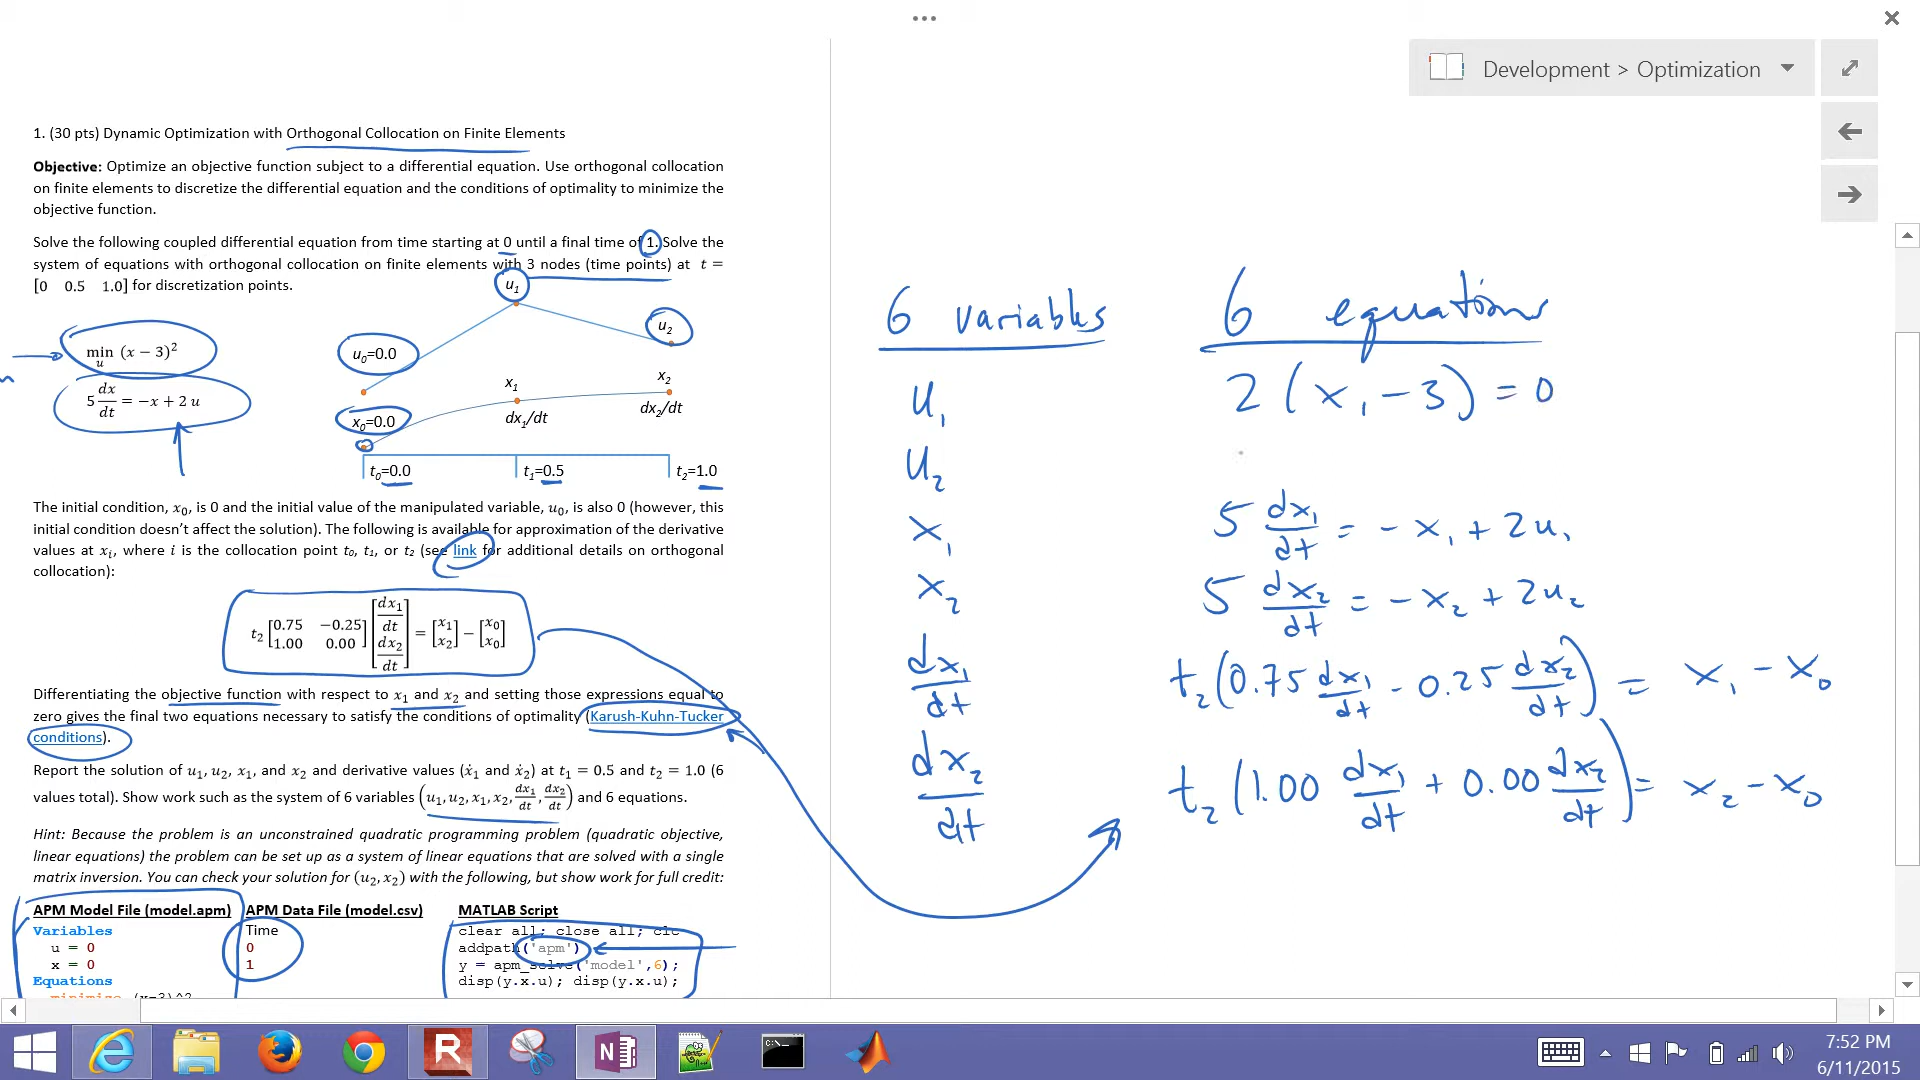 Development > Optimization
1. (30 pts) Dynamic Optimization with Orthogonal Collocation on Finite Elements
Objective: Optimize an objective function subject to a differential equation. Use orthogonal collocation
on finite elements to discretize the differential equation and the conditions of optimality to minimize the
objective function.
Solve the following coupled differential equation from time starting at 0 until a final time of 1. Solve the
system of equations with orthogonal collocation on finite elements with 3 nodes (time points) at t =
[0 0.5 1.0] for discretization points.
min_u (x − 3)²
5 dx/dt = −x + 2 u
u₁
u₂
u₀=0.0
x₁
x₂
x₀=0.0
dx₁/dt
dx₂/dt
t₀=0.0
t₁=0.5
t₂=1.0
The initial condition, x₀, is 0 and the initial value of the manipulated variable, u₀, is also 0 (however, this
initial condition doesn’t affect the solution). The following is available for approximation of the derivative
values at xᵢ, where i is the collocation point t₀, t₁, or t₂ (see link for additional details on orthogonal
collocation):
t₂ [0.75 −0.25; 1.00 0.00] [dx₁/dt; dx₂/dt] = [x₁; x₂] − [x₀; x₀]
Differentiating the objective function with respect to x₁ and x₂ and setting those expressions equal to
zero gives the final two equations necessary to satisfy the conditions of optimality (Karush-Kuhn-Tucker
conditions).
Report the solution of u₁, u₂, x₁, and x₂ and derivative values (ẋ₁ and ẋ₂) at t₁ = 0.5 and t₂ = 1.0 (6
values total). Show work such as the system of 6 variables (u₁, u₂, x₁, x₂, dx₁/dt, dx₂/dt) and 6 equations.
Hint: Because the problem is an unconstrained quadratic programming problem (quadratic objective,
linear equations) the problem can be set up as a system of linear equations that are solved with a single
matrix inversion. You can check your solution for (u₂, x₂) with the following, but show work for full credit:
APM Model File (model.apm)
Variables
u = 0
x = 0
Equations
minimize (x-3)^2
APM Data File (model.csv)
Time
0
1
MATLAB Script
clear all; close all; clc
addpath('apm')
y = apm_solve('model',6);
disp(y.x.u); disp(y.x.u);
6 variables
u₁
u₂
x₁
x₂
dx₁/dt
dx₂/dt
6 equations
2 (x₁ − 3) = 0
5 dx₁/dt = − x₁ + 2u₁
5 dx₂/dt = − x₂ + 2u₂
t₂(0.75 dx₁/dt − 0.25 dx₂/dt) = x₁ − x₀
t₂(1.00 dx₁/dt + 0.00 dx₂/dt) = x₂ − x₀
7:52 PM
6/11/2015